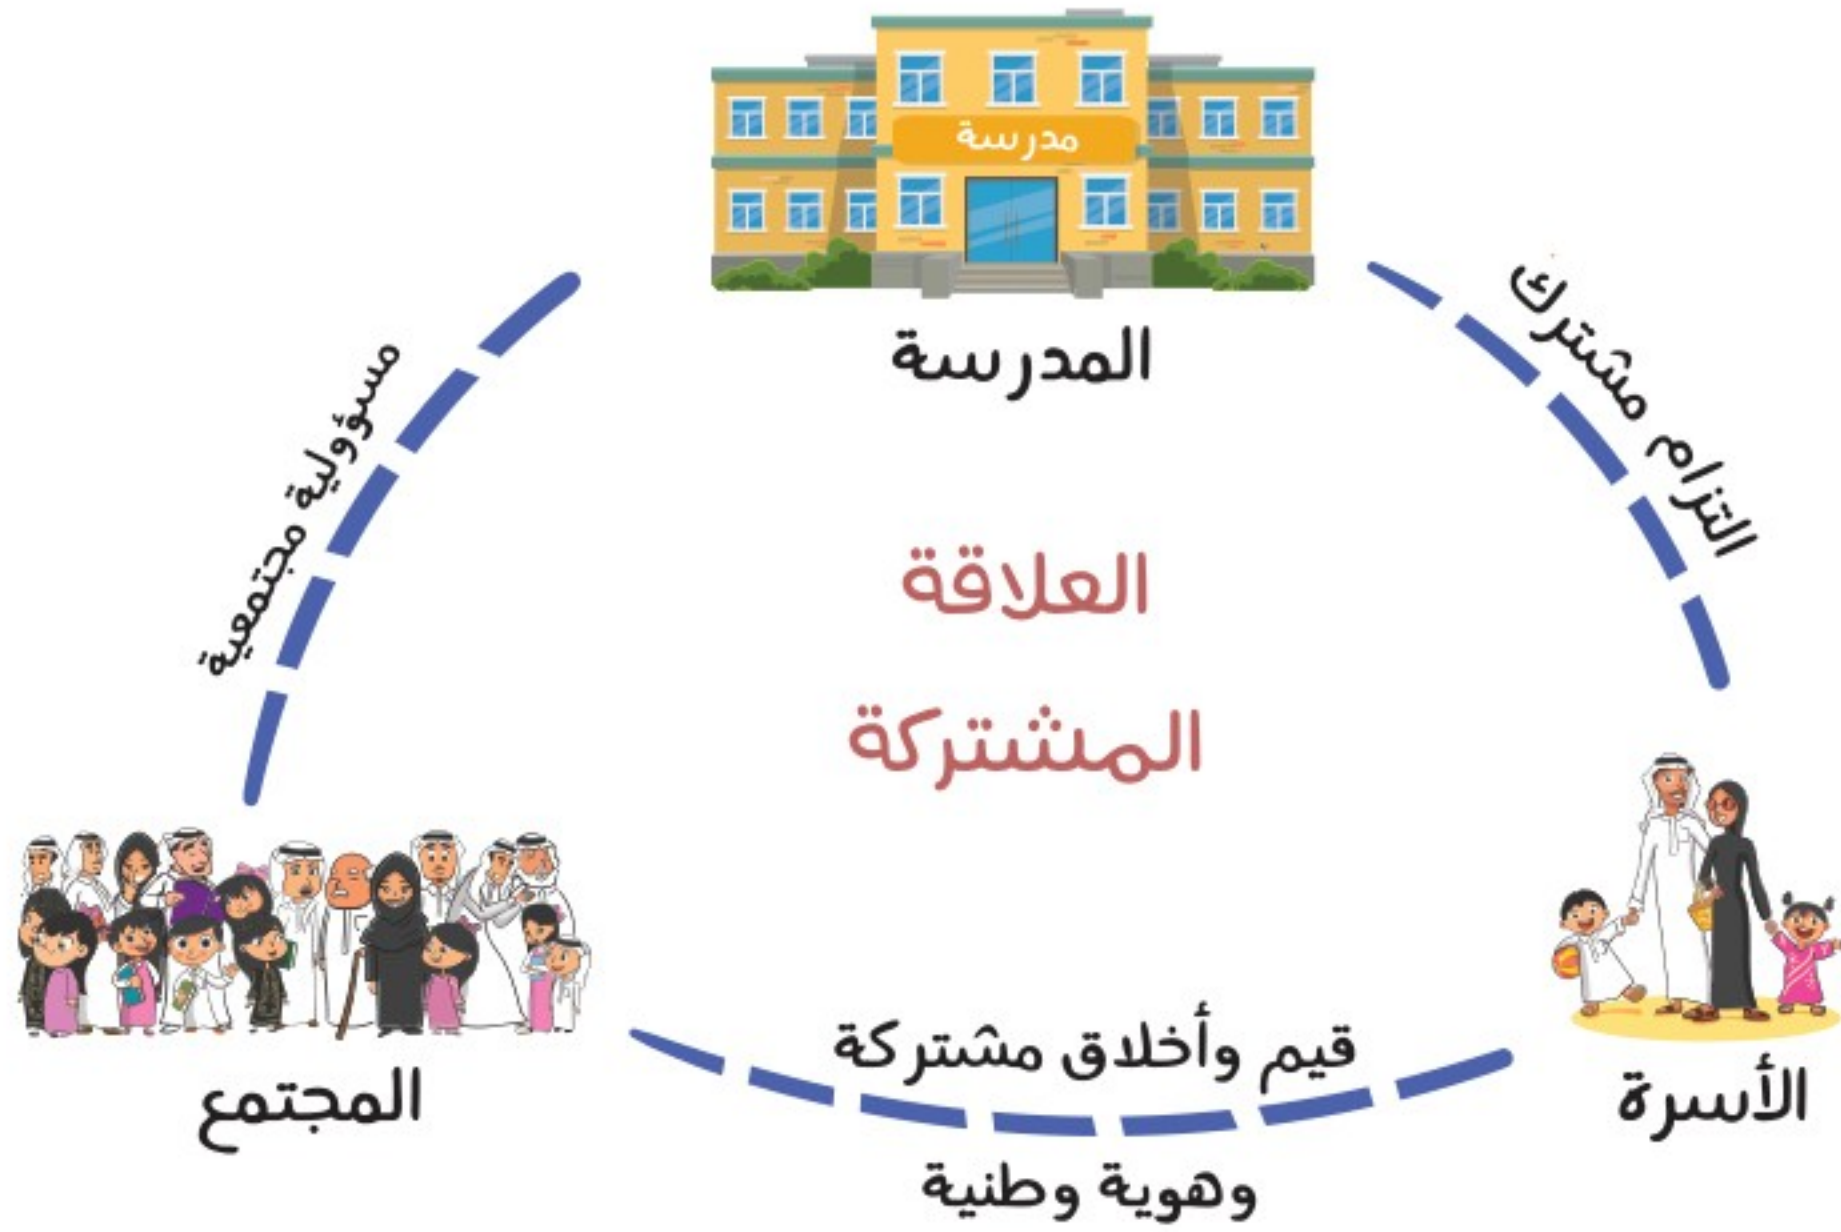 مدرسة
المدرسة
التزام مشترك
مسؤولية مجتمعية
العلاقة
المشتركة
قيم وأخلاق مشتركة
وهوية وطنية
الأسرة
المجتمع